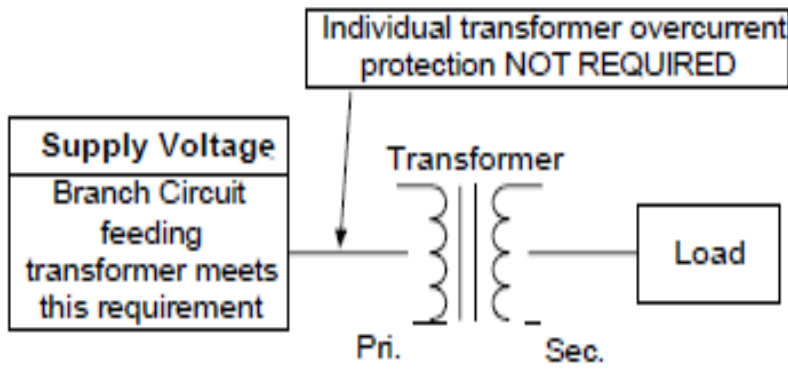 Individual transformer overcurrent
protection NOT REQUIRED
Supply Voltage
Branch Circuit
feeding
transformer meets
this requirement
Transformer
Load
Pri.
Sec.